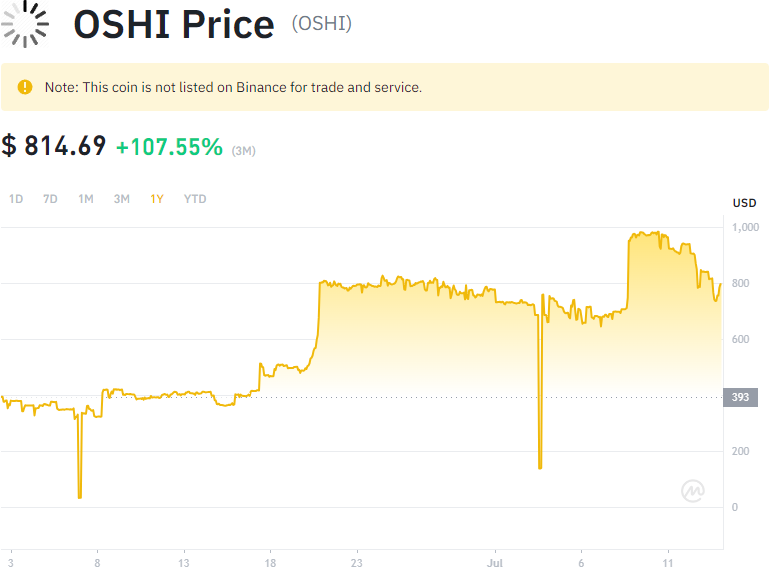 OSHI Price (OSHI)
Note: This coin is not listed on Binance for trade and service.
$ 814.69 +107.55% (3M)
1D 7D 1M 3M 1Y YTD
USD
1,000
800
600
393
200
0
3 8 13 18 23 Jul 6 11